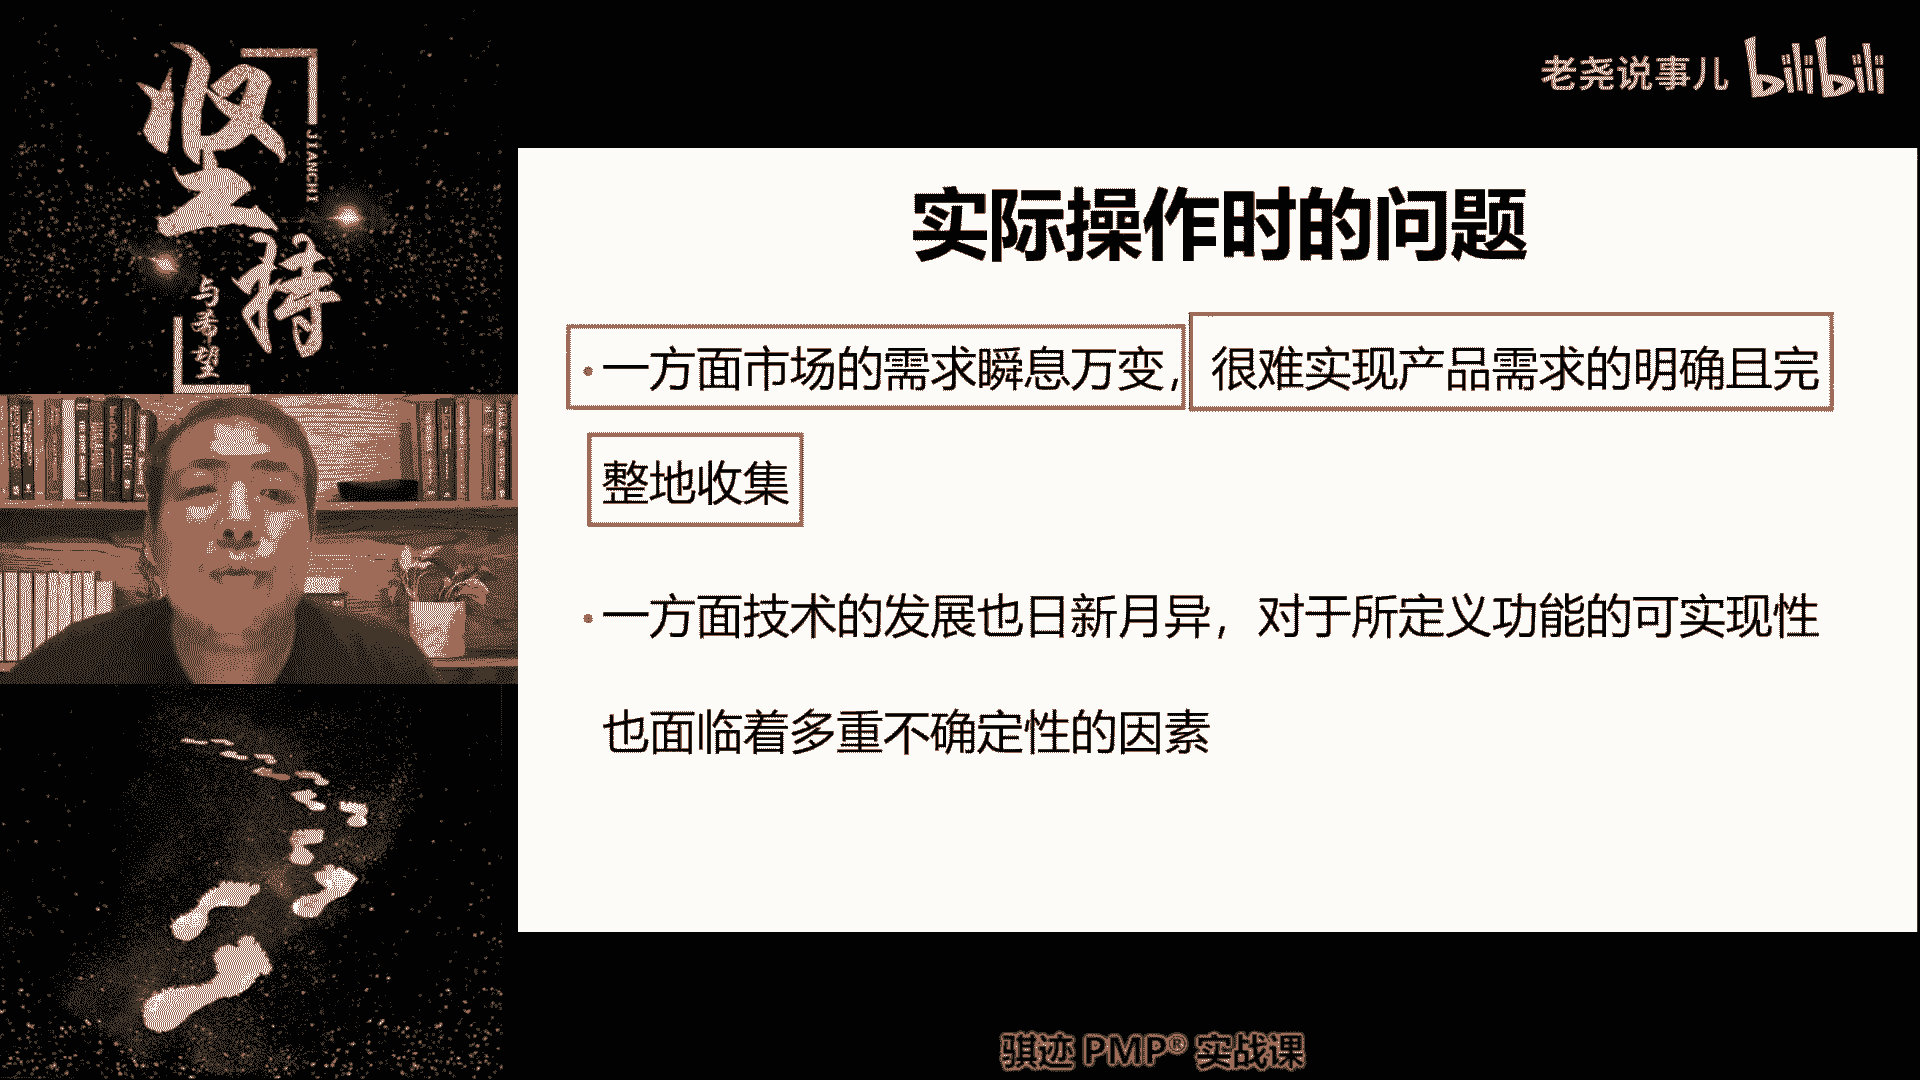 坚持
JIANCHI
与希望
老尧说事儿 bilibili
实际操作时的问题
·一方面市场的需求瞬息万变，很难实现产品需求的明确且完
整地收集
·一方面技术的发展也日新月异，对于所定义功能的可实现性
也面临着多重不确定性的因素
骐迹 PMP® 实战课